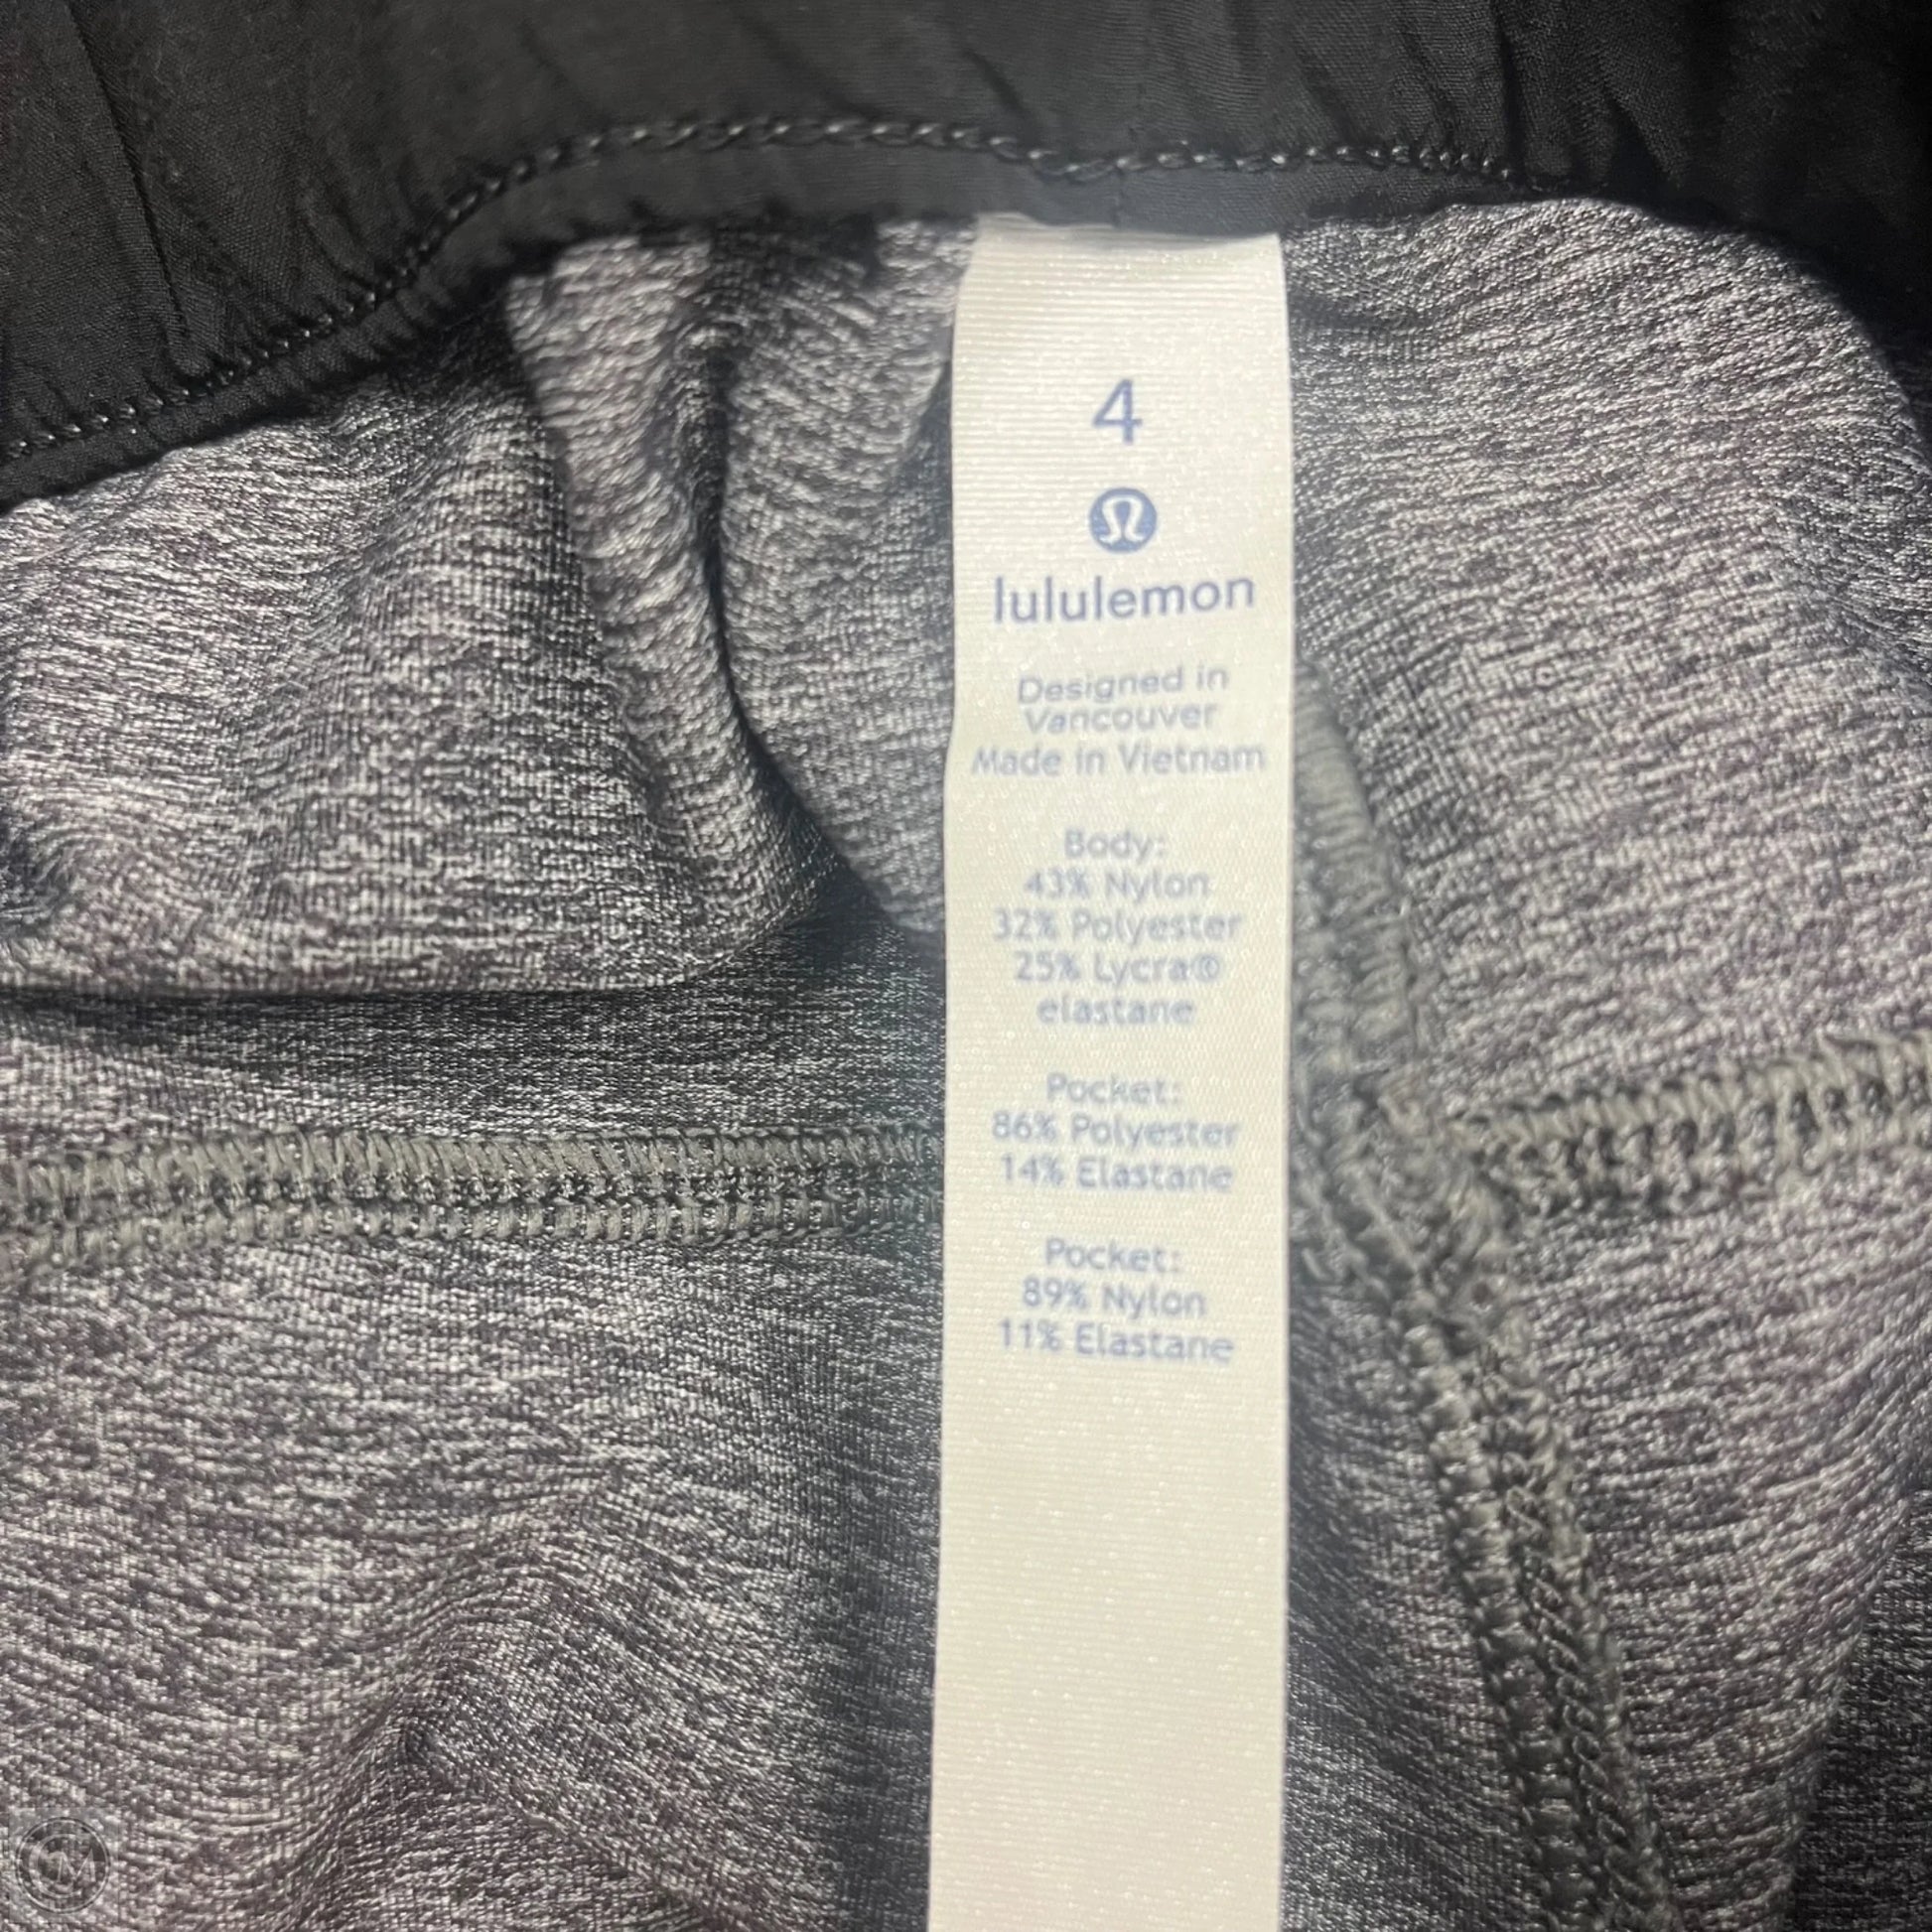 4
lululemon
Designed in
Vancouver
Made in Vietnam
Body:
43% Nylon
32% Polyester
25% Lycra®
elastane
Pocket:
86% Polyester
14% Elastane
Pocket:
89% Nylon
11% Elastane